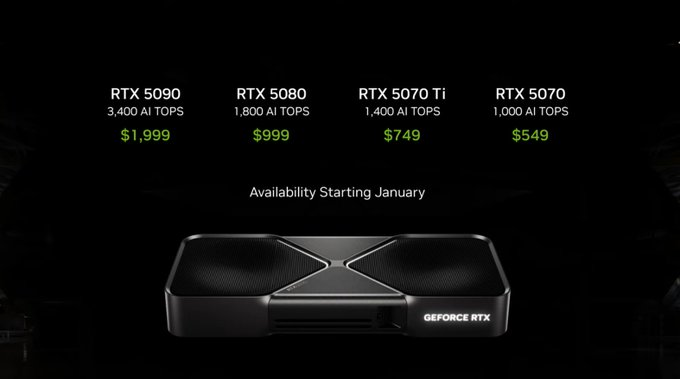 RTX 5090
3,400 AI TOPS
$1,999
RTX 5080
1,800 AI TOPS
$999
RTX 5070 Ti
1,400 AI TOPS
$749
RTX 5070
1,000 AI TOPS
$549
Availability Starting January
GEFORCE RTX